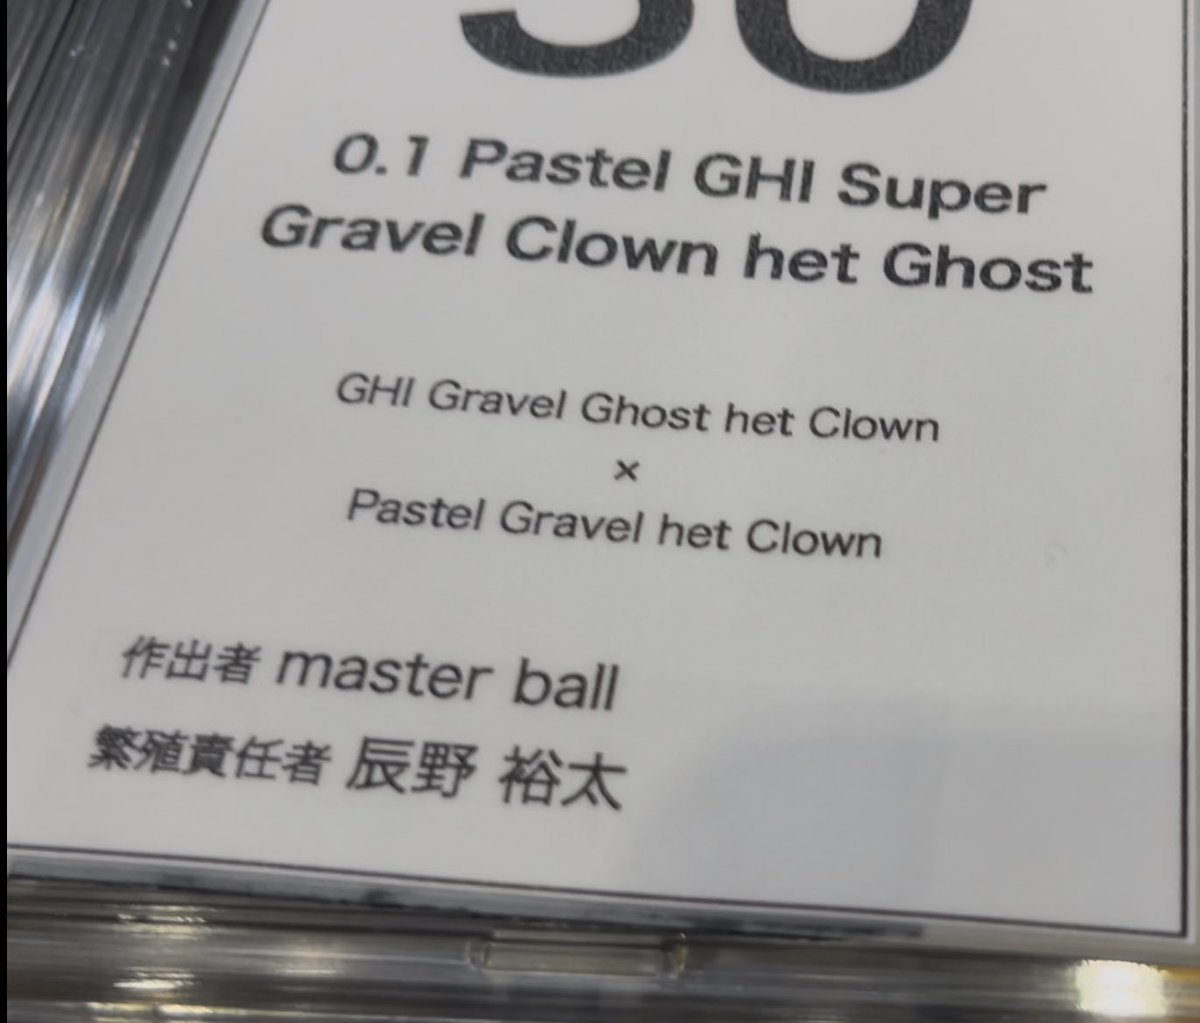 0.1 Pastel GHI Super
Gravel Clown het Ghost
GHI Gravel Ghost het Clown
×
Pastel Gravel het Clown
作出者 master ball
繁殖責任者 辰野 裕太